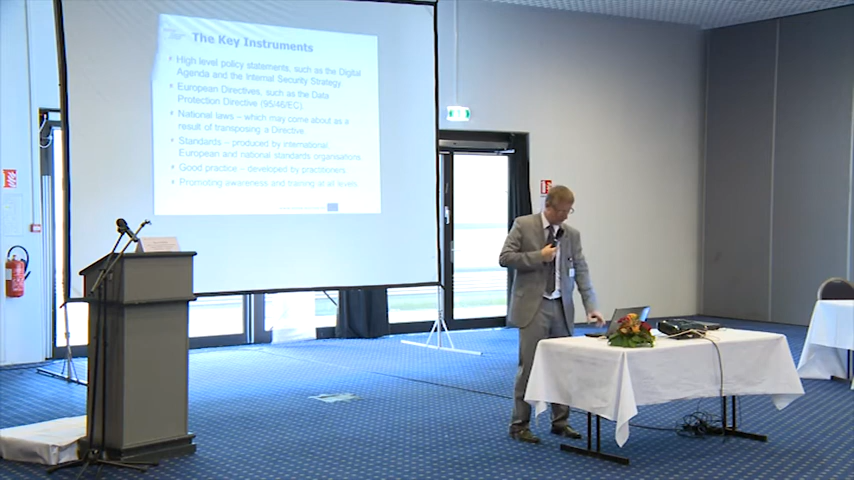 The Key Instruments
High level policy statements, such as the Digital
Agenda and the Internal Security Strategy
European Directives, such as the Data
Protection Directive (95/46/EC)
National laws – which may come about as a
result of transposing a Directive
Standards – produced by international,
European and national standards organisations
Good practice – developed by practitioners
Promoting awareness and training at all levels